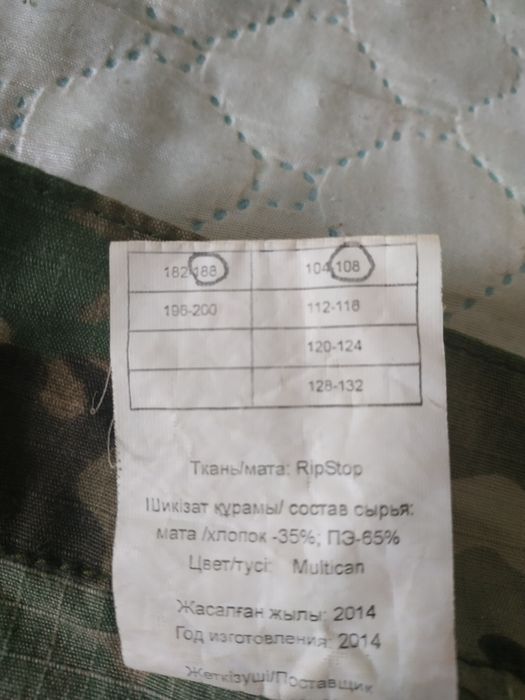 182-188 104-108
196-200 112-116
120-124
128-132
Ткань/мата: RipStop
Шикізат құрамы/ состав сырья:
мата /хлопок -35%; ПЭ-65%
Цвет/түсі: Multican
Жасалған жылы: 2014
Год изготовления: 2014
Жеткізуші/Поставщик